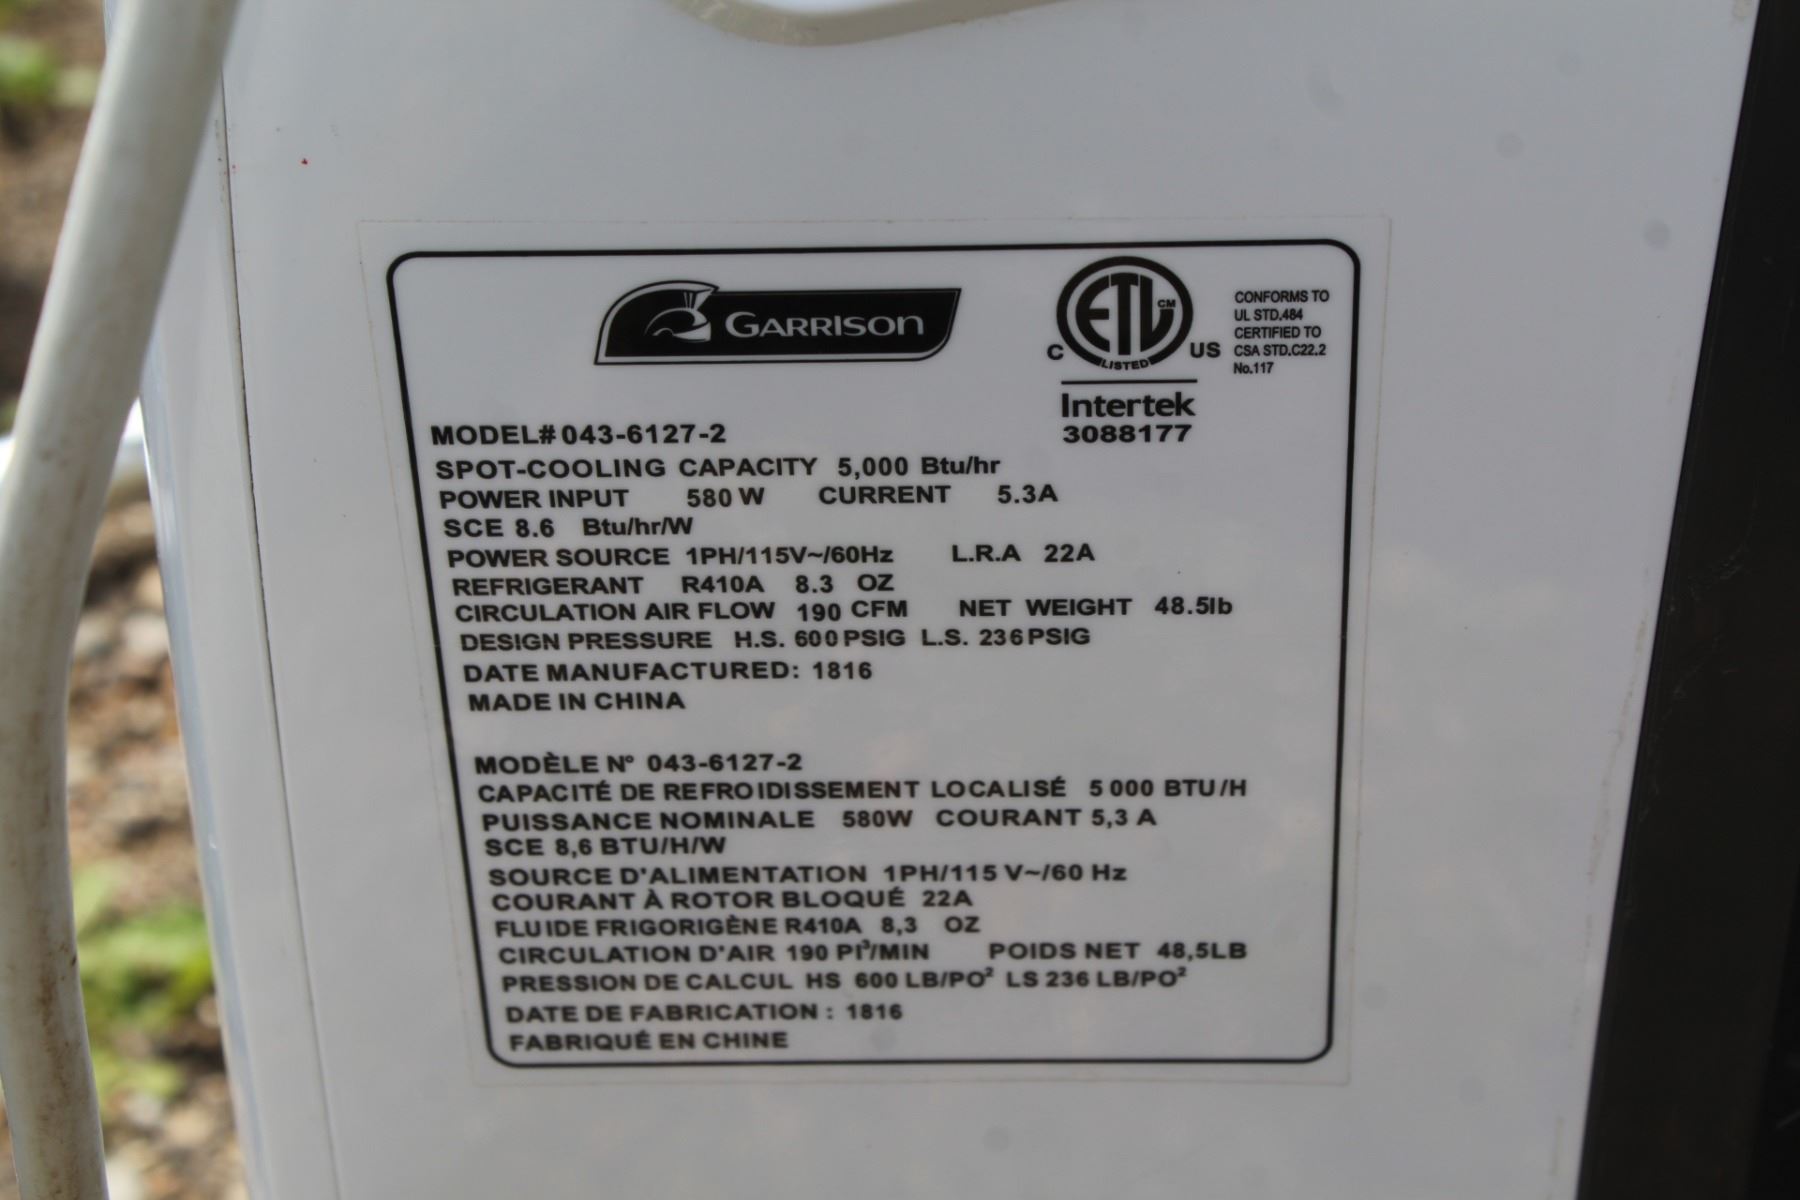 GARRISON
ETL CM
LISTED
C US
CONFORMS TO
UL STD.484
CERTIFIED TO
CSA STD.C22.2
No.117
Intertek
3088177
MODEL# 043-6127-2
SPOT-COOLING CAPACITY 5,000 Btu/hr
POWER INPUT 580 W CURRENT 5.3A
SCE 8.6 Btu/hr/W
POWER SOURCE 1PH/115V~/60Hz L.R.A 22A
REFRIGERANT R410A 8.3 OZ
CIRCULATION AIR FLOW 190 CFM NET WEIGHT 48.5lb
DESIGN PRESSURE H.S. 600 PSIG L.S. 236 PSIG
DATE MANUFACTURED: 1816
MADE IN CHINA
MODÈLE N° 043-6127-2
CAPACITÉ DE REFROIDISSEMENT LOCALISÉ 5 000 BTU/H
PUISSANCE NOMINALE 580W COURANT 5,3 A
SCE 8,6 BTU/H/W
SOURCE D'ALIMENTATION 1PH/115 V~/60 Hz
COURANT À ROTOR BLOQUÉ 22A
FLUIDE FRIGORIGÈNE R410A 8,3 OZ
CIRCULATION D'AIR 190 PI³/MIN POIDS NET 48,5LB
PRESSION DE CALCUL HS 600 LB/PO² LS 236 LB/PO²
DATE DE FABRICATION : 1816
FABRIQUÉ EN CHINE